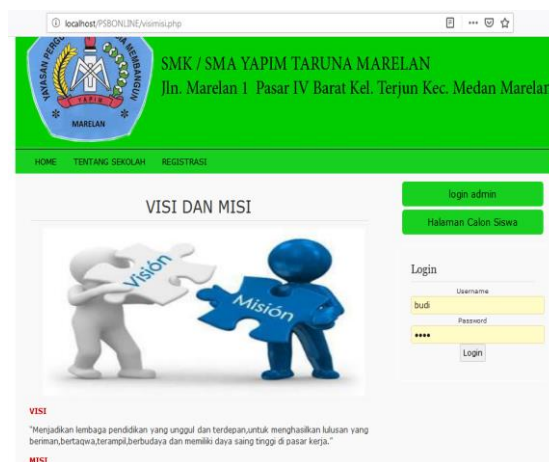 localhost/PSBONLINE/visimisi.php
SMK / SMA YAPIM TARUNA MARELAN
Jln. Marelan 1 Pasar IV Barat Kel. Terjun Kec. Medan Marelan
YAPIM
MARELAN
HOME TENTANG SEKOLAH REGISTRASI
VISI DAN MISI
Visión
Misión
login admin
Halaman Calon Siswa
Login
Username
budi
Password
••••
Login
VISI
"Menjadikan lembaga pendidikan yang unggul dan terdepan,untuk menghasilkan lulusan yang
beriman,bertaqwa,terampil,berbudaya dan memiliki daya saing tinggi di pasar kerja."
MISI